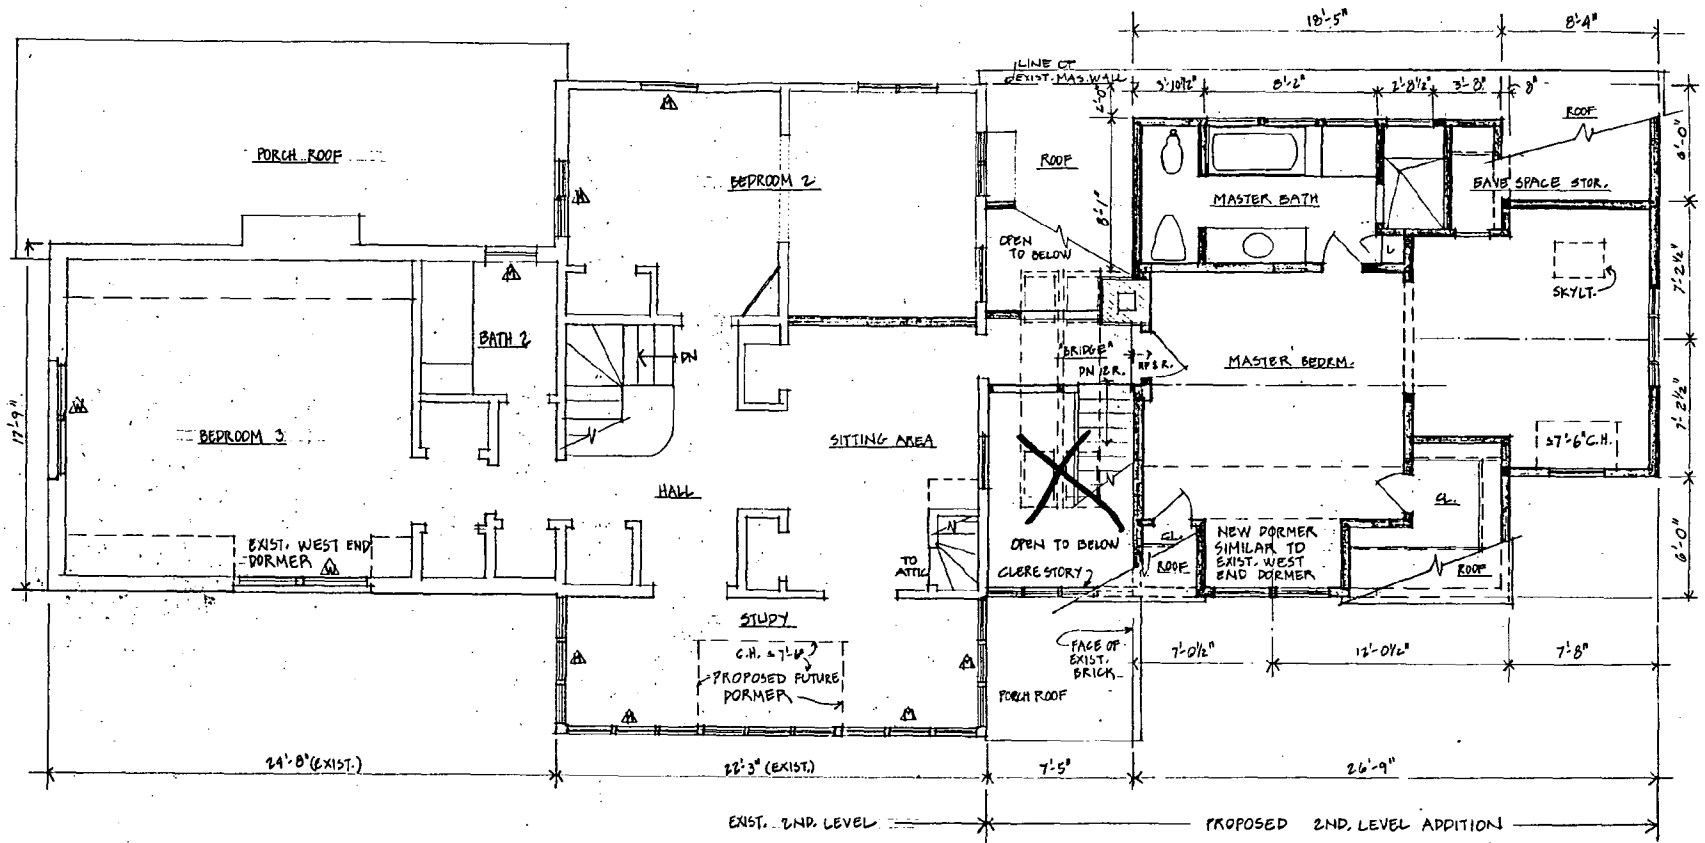 18'-5"
8'-4"
LINE OF
EXIST. MAS. WALL
2'-0"
5'-10½"
8'-2"
2'-8½"
3'-8"
8"
ROOF
6'-0"
PORCH ROOF
BEDROOM 2
ROOF
8'-1"
MASTER BATH
EAVE SPACE STOR.
OPEN
TO BELOW
L
SKYLT.
7'-2½"
BATH 2
DN
"BRIDGE"
DN 2R.
UP 2 R.
MASTER BEDRM.
17'-9"
BEDROOM 3
SITTING AREA
7'-2½"
±7'-6" C.H.
HALL
CL.
EXIST. WEST END
DORMER
TO
ATTIC
OPEN TO BELOW
CLERESTORY
CL.
ROOF
NEW DORMER
SIMILAR TO
EXIST. WEST
END DORMER
ROOF
6'-0"
STUDY
C.H. ±7'-6"
PROPOSED FUTURE
DORMER
FACE OF
EXIST.
BRICK
PORCH ROOF
7'-0½"
12'-0½"
7'-8"
24'-8" (EXIST.)
22'-3" (EXIST.)
7'-5"
26'-9"
EXIST. 2ND. LEVEL
PROPOSED 2ND. LEVEL ADDITION